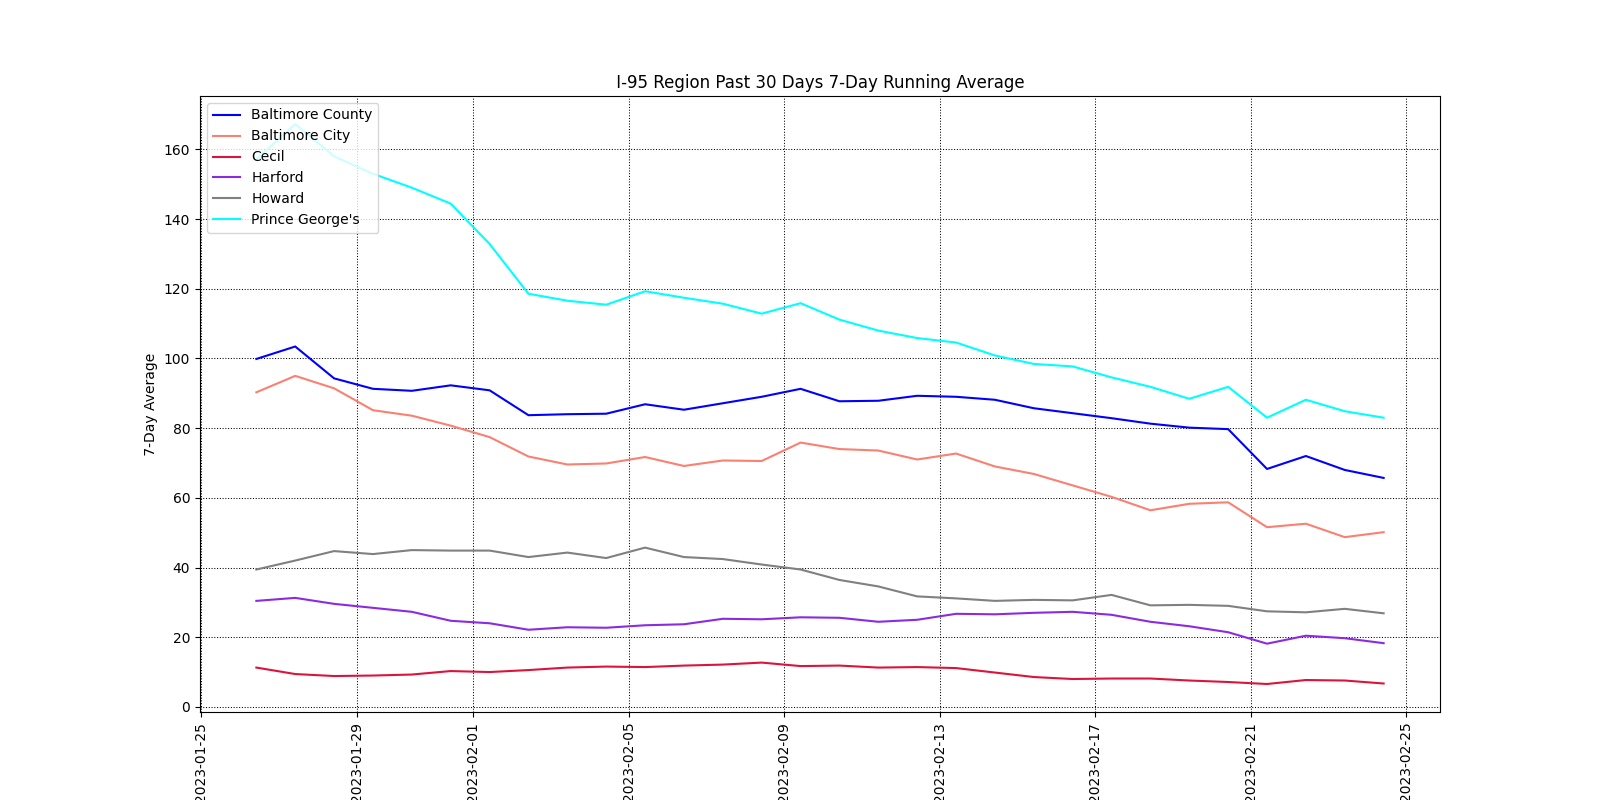 I-95 Region Past 30 Days 7-Day Running Average
Baltimore County
Baltimore City
Cecil
Harford
Howard
Prince George's
7-Day Average
160
140
120
100
80
60
40
20
0
2023-01-25
2023-01-29
2023-02-01
2023-02-05
2023-02-09
2023-02-13
2023-02-17
2023-02-21
2023-02-25